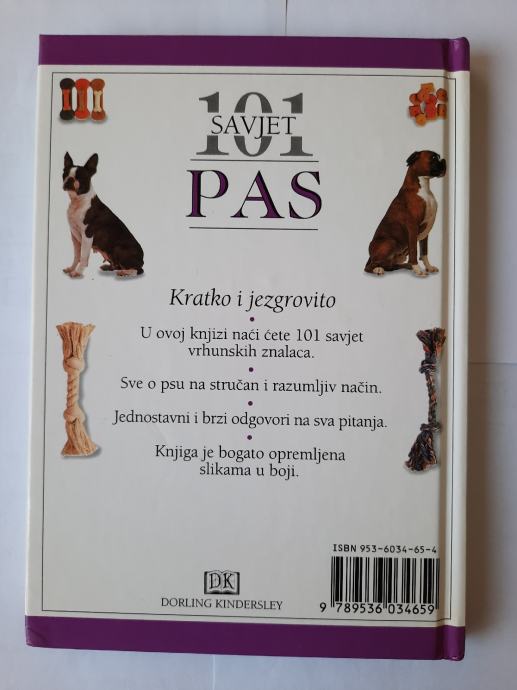 101
SAVJET
PAS
Kratko i jezgrovito
•
U ovoj knjizi naći ćete 101 savjet
vrhunskih znalaca.
•
Sve o psu na stručan i razumljiv način.
•
Jednostavni i brzi odgovori na sva pitanja.
•
Knjiga je bogato opremljena
slikama u boji.
ISBN 953-6034-65-4
DK
DORLING KINDERSLEY
9 789536 034659